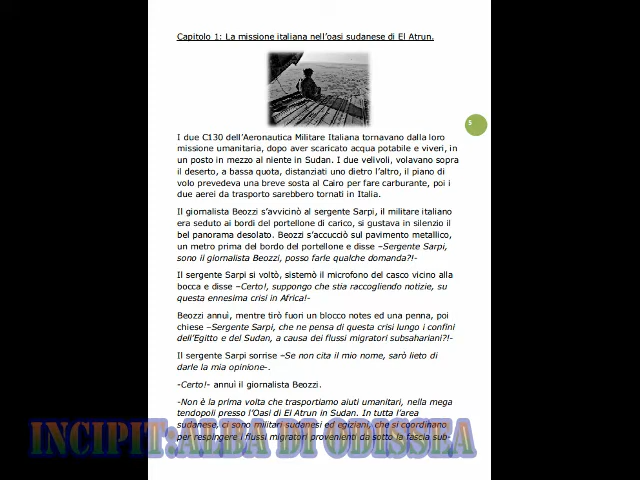 Capitolo 1: La missione italiana nell'oasi sudanese di El Atrun.
5
I due C130 dell'Aeronautica Militare Italiana tornavano dalla loro
missione umanitaria, dopo aver scaricato acqua potabile e viveri, in
un posto in mezzo al niente in Sudan. I due velivoli, volavano sopra
il deserto, a bassa quota, distanziati uno dietro l'altro, il piano di
volo prevedeva una breve sosta al Cairo per fare carburante, poi i
due aerei da trasporto sarebbero tornati in Italia.
Il giornalista Beozzi s'avvicinò al sergente Sarpi, il militare italiano
era seduto ai bordi del portellone di carico, si gustava in silenzio il
bel panorama desolato. Beozzi s'accucciò sul pavimento metallico,
un metro prima del bordo del portellone e disse –Sergente Sarpi,
sono il giornalista Beozzi, posso farle qualche domanda?!-
Il sergente Sarpi si voltò, sistemò il microfono del casco vicino alla
bocca e disse –Certo!, suppongo che stia raccogliendo notizie, su
questa ennesima crisi in Africa!-
Beozzi annuì, mentre tirò fuori un blocco notes ed una penna, poi
chiese –Sergente Sarpi, che ne pensa di questa crisi lungo i confini
dell'Egitto e del Sudan, a causa dei flussi migratori subsahariani?!-
Il sergente Sarpi sorrise –Se non cita il mio nome, sarò lieto di
darle la mia opinione-.
-Certo!- annuì il giornalista Beozzi.
-Non è la prima volta che trasportiamo aiuti umanitari, nella mega
tendopoli presso l'Oasi di El Atrun in Sudan. In tutta l'area
sudanese, ci sono militari sudanesi ed egiziani, che si coordinano
per respingere i flussi migratori provenienti da sotto la fascia sub-
INCIPIT:ALBA DI ODISSEA